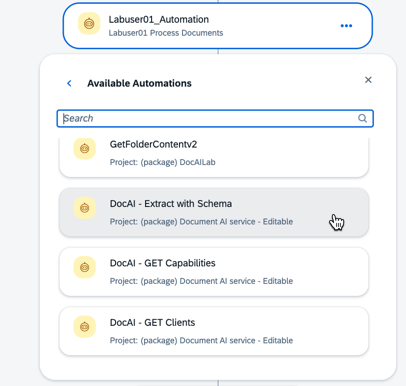 Labuser01_Automation
Labuser01 Process Documents
Available Automations
Search
GetFolderContentv2
Project: (package) DocAILab
DocAI - Extract with Schema
Project: (package) Document AI service - Editable
DocAI - GET Capabilities
Project: (package) Document AI service - Editable
DocAI - GET Clients
Project: (package) Document AI service - Editable